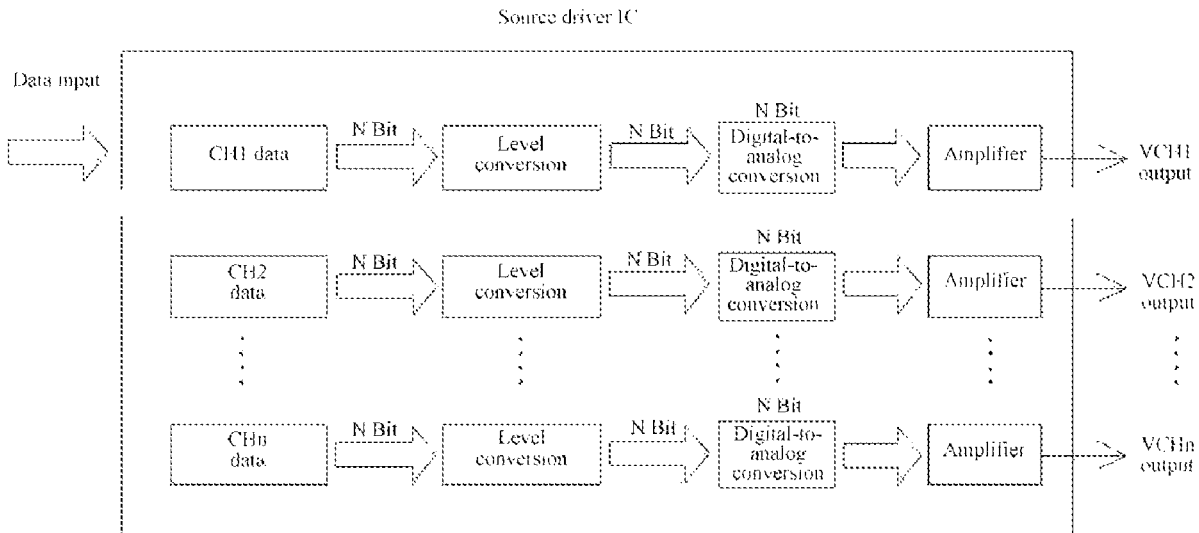 Source driver IC
Data input
CH1 data
N Bit
Level
conversion
N Bit
N Bit
Digital-to-
analog
conversion
Amplifier
VCH1
output
CH2
data
N Bit
Level
conversion
N Bit
N Bit
Digital-to-
analog
conversion
Amplifier
VCH2
output
CHn
data
N Bit
Level
conversion
N Bit
N Bit
Digital-to-
analog
conversion
Amplifier
VCHn
output